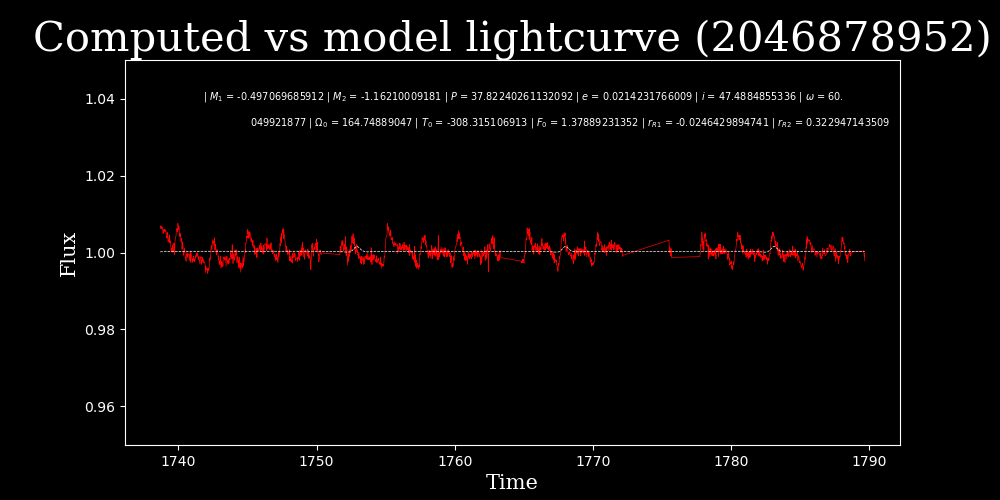 Computed vs model lightcurve (2046878952)
| M₁ = -0.497069685912 | M₂ = -1.16210009181 | P = 37.82240261132092 | e = 0.0214231766009 | i = 47.4884855336 | ω = 60.
049921877 | Ω₀ = 164.74889047 | T₀ = -308.315106913 | F₀ = 1.37889231352 | r_R1 = -0.0246429894741 | r_R2 = 0.322947143509
1.04
1.02
1.00
0.98
0.96
Flux
1740 1750 1760 1770 1780 1790
Time